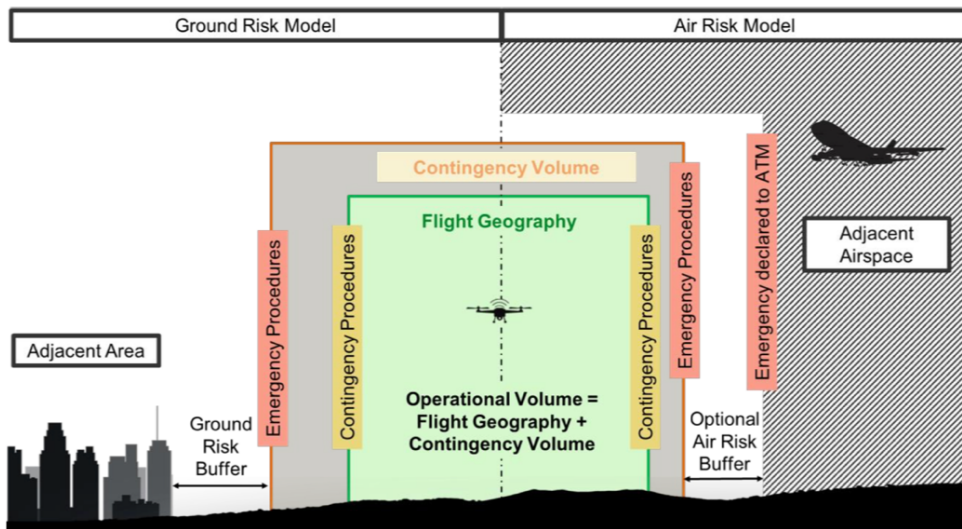 Ground Risk Model
Air Risk Model
Contingency Volume
Flight Geography
Emergency Procedures
Contingency Procedures
Contingency Procedures
Emergency Procedures
Emergency declared to ATM
Adjacent
Airspace
Adjacent Area
Operational Volume =
Flight Geography +
Contingency Volume
Ground
Risk
Buffer
Optional
Air Risk
Buffer